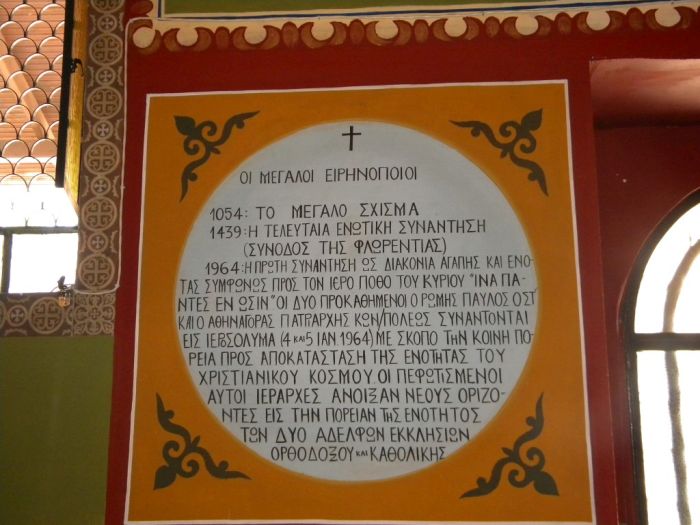 ΟΙ ΜΕΓΑΛΟΙ ΕΙΡΗΝΟΠΟΙΟΙ
1054: ΤΟ ΜΕΓΑΛΟ ΣΧΙΣΜΑ
1439: Η ΤΕΛΕΥΤΑΙΑ ΕΝΩΤΙΚΗ ΣΥΝΑΝΤΗΣΗ
(ΣΥΝΟΔΟΣ ΤΗΣ ΦΛΩΡΕΝΤΙΑΣ)
1964: Η ΠΡΩΤΗ ΣΥΝΑΝΤΗΣΗ ΩΣ ΔΙΑΚΟΝΙΑ ΑΓΑΠΗΣ ΚΑΙ ΕΝΟ
ΤΑΣ ΣΥΜΦΩΝΩΣ ΠΡΟΣ ΤΟΝ ΙΕΡΟ ΠΟΘΟ ΤΟΥ ΚΥΡΙΟΥ "ΙΝΑ ΠΑ
ΝΤΕΣ ΕΝ ΩΣΙΝ" ΟΙ ΔΥΟ ΠΡΟΚΑΘΗΜΕΝΟΙ Ο ΡΩΜΗΣ ΠΑΥΛΟΣ Ο ΣΤ
ΚΑΙ Ο ΑΘΗΝΑΓΟΡΑΣ ΠΑΤΡΑΡΧΗΣ ΚΩΝ/ΠΟΛΕΩΣ ΣΥΝΑΝΤΟΝΤΑΙ
ΕΙΣ ΙΕΡΟΣΟΛΥΜΑ (4 ΚΑΙ 5 ΙΑΝ 1964) ΜΕ ΣΚΟΠΟ ΤΗΝ ΚΟΙΝΗ ΠΟ
ΡΕΙΑ ΠΡΟΣ ΑΠΟΚΑΤΑΣΤΑΣΗ ΤΗΣ ΕΝΟΤΗΤΑΣ ΤΟΥ
ΧΡΙΣΤΙΑΝΙΚΟΥ ΚΟΣΜΟΥ. ΟΙ ΠΕΦΩΤΙΣΜΕΝΟΙ
ΑΥΤΟΙ ΙΕΡΑΡΧΕΣ ΑΝΟΙΞΑΝ ΝΕΟΥΣ ΟΡΙΖΟ
ΝΤΕΣ ΕΙΣ ΤΗΝ ΠΟΡΕΙΑΝ ΤΗΣ ΕΝΟΤΗΤΟΣ
ΤΩΝ ΔΥΟ ΑΔΕΛΦΩΝ ΕΚΚΛΗΣΙΩΝ
ΟΡΘΟΔΟΞΟΥ ΚΑΙ ΚΑΘΟΛΙΚΗΣ